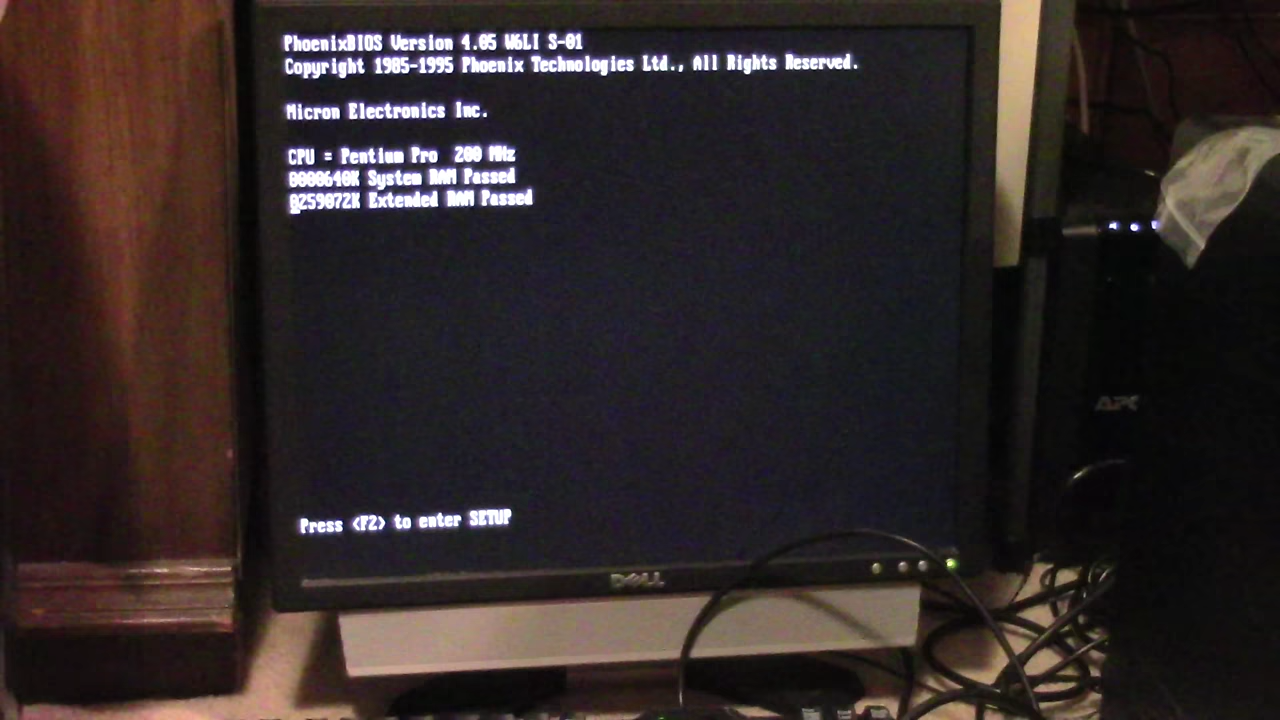 PhoenixBIOS Version 4.05 W6LI S-01
Copyright 1985-1995 Phoenix Technologies Ltd., All Rights Reserved.
Micron Electronics Inc.
CPU = Pentium Pro  200 MHz
0000640K System RAM Passed
0259072K Extended RAM Passed
Press <F2> to enter SETUP
DELL
APC